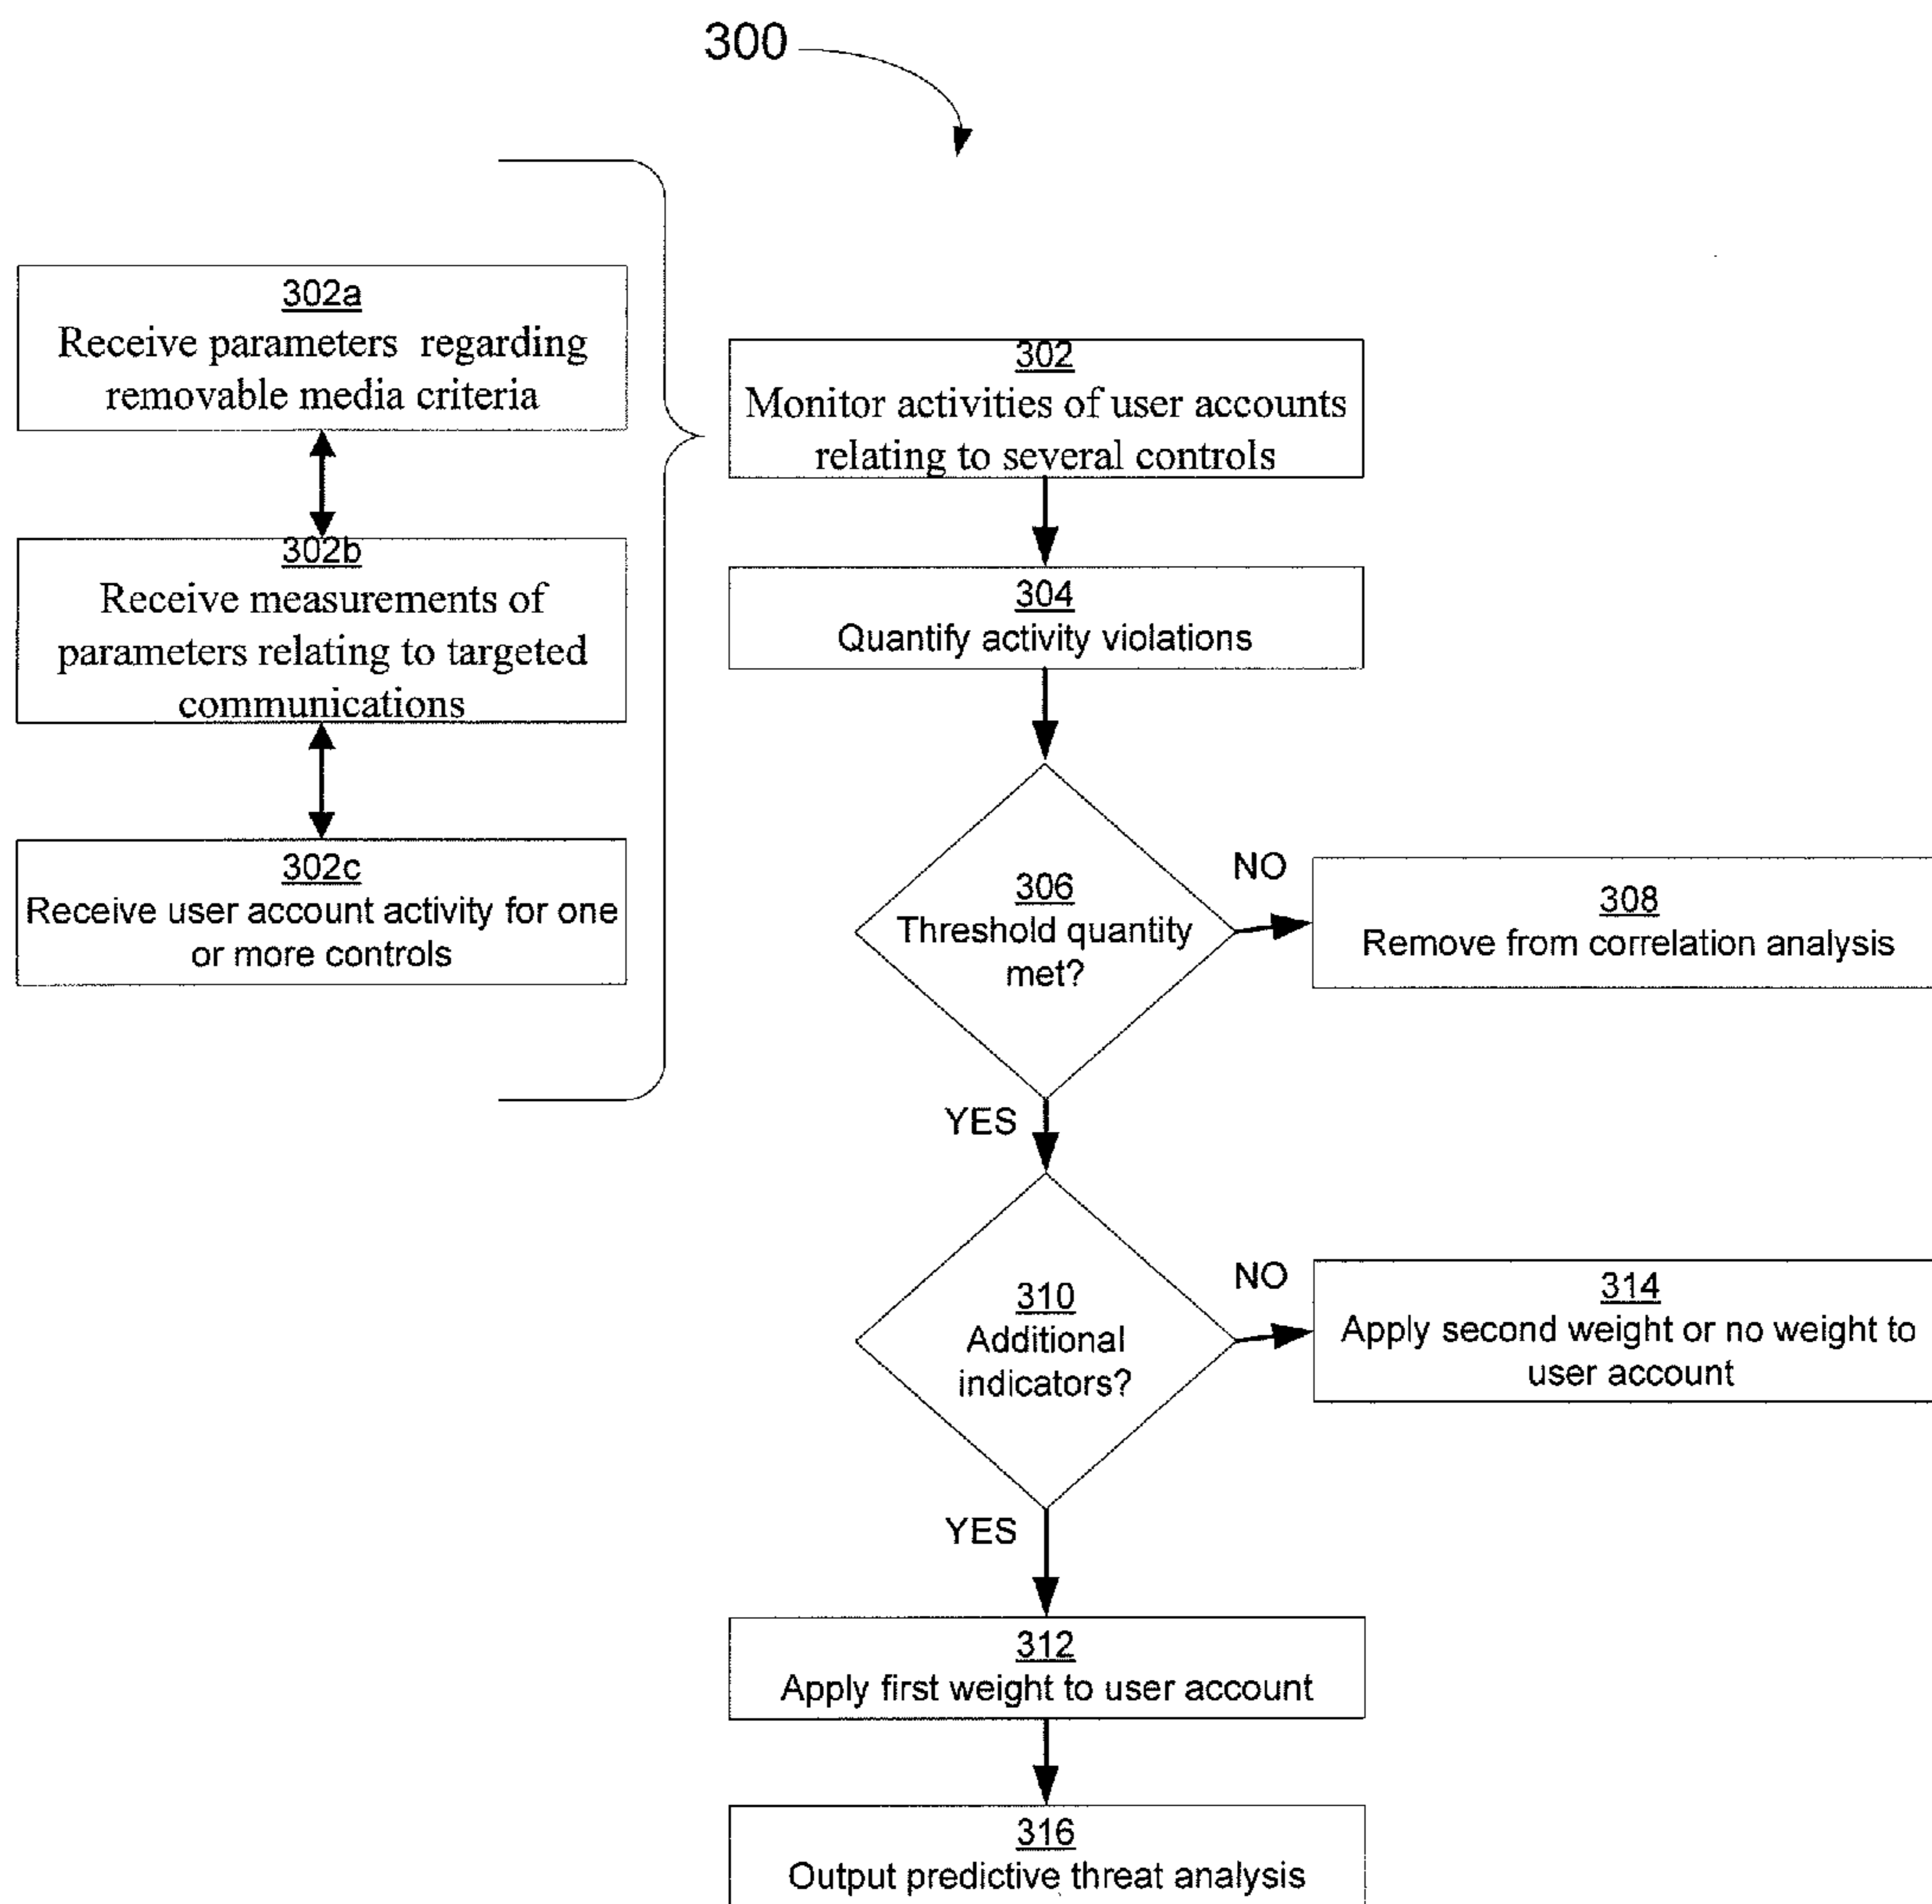 300
302a
Receive parameters regarding
removable media criteria
302b
Receive measurements of
parameters relating to targeted
communications
302c
Receive user account activity for one
or more controls
302
Monitor activities of user accounts
relating to several controls
304
Quantify activity violations
306
Threshold quantity
met?
NO
308
Remove from correlation analysis
YES
310
Additional
indicators?
NO
314
Apply second weight or no weight to
user account
YES
312
Apply first weight to user account
316
Output predictive threat analysis